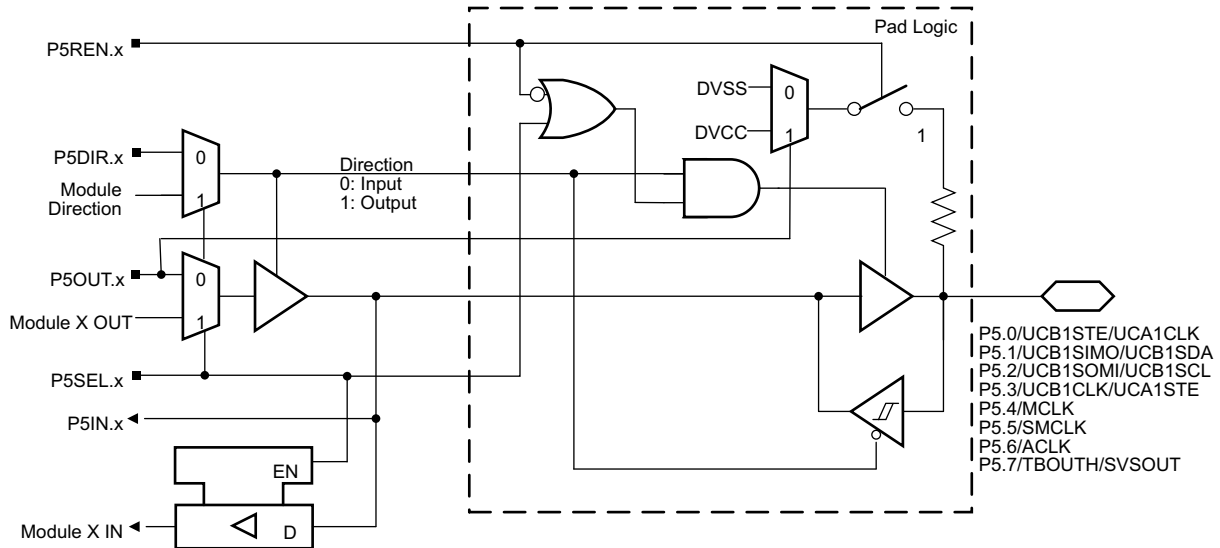 Pad Logic
P5REN.x
DVSS
0
DVCC
1
1
P5DIR.x
0
Module
Direction
1
Direction
0: Input
1: Output
P5OUT.x
0
Module X OUT
1
P5SEL.x
P5IN.x
EN
Module X IN
D
P5.0/UCB1STE/UCA1CLK
P5.1/UCB1SIMO/UCB1SDA
P5.2/UCB1SOMI/UCB1SCL
P5.3/UCB1CLK/UCA1STE
P5.4/MCLK
P5.5/SMCLK
P5.6/ACLK
P5.7/TBOUTH/SVSOUT